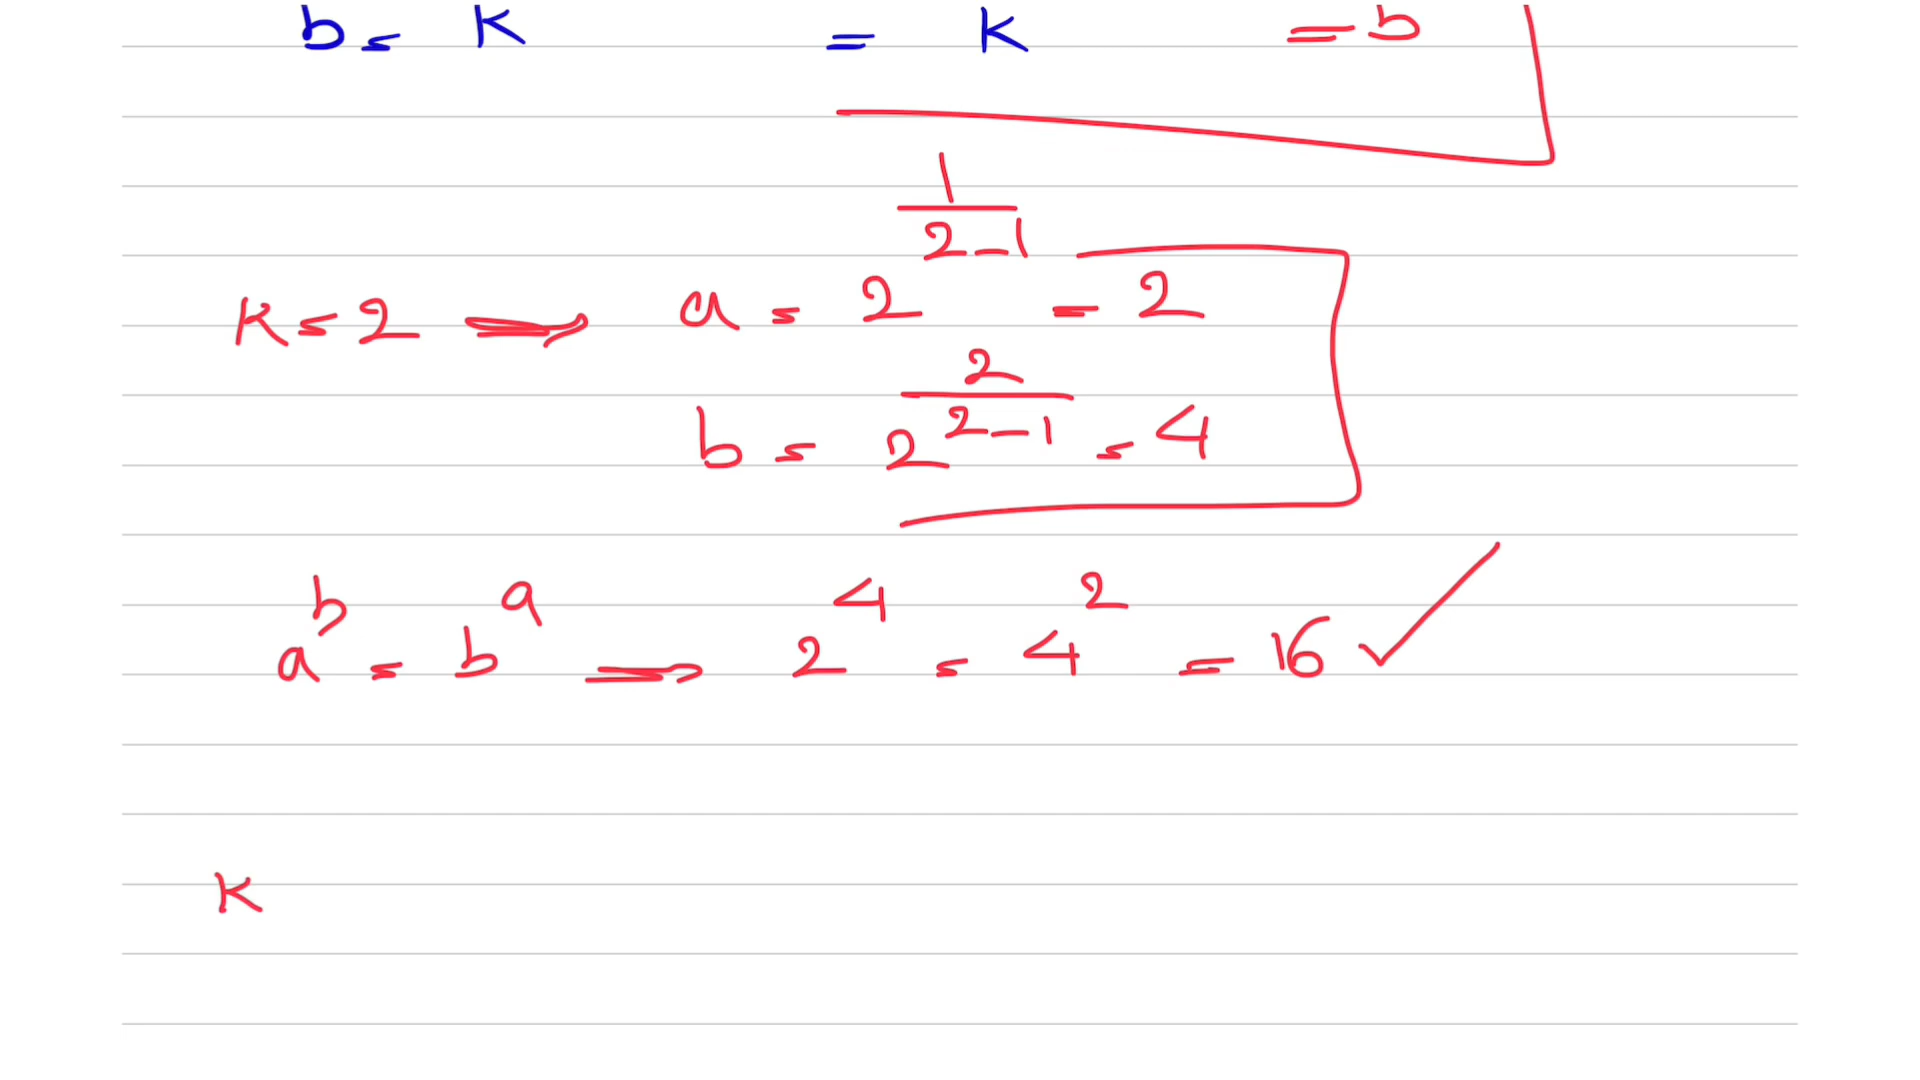 b = K = K = b
K = 2 ⟹ a = 2^(1/(2-1)) = 2
b = 2^(2/(2-1)) = 4
a^b = b^a ⟹ 2^4 = 4^2 = 16 ✓
K